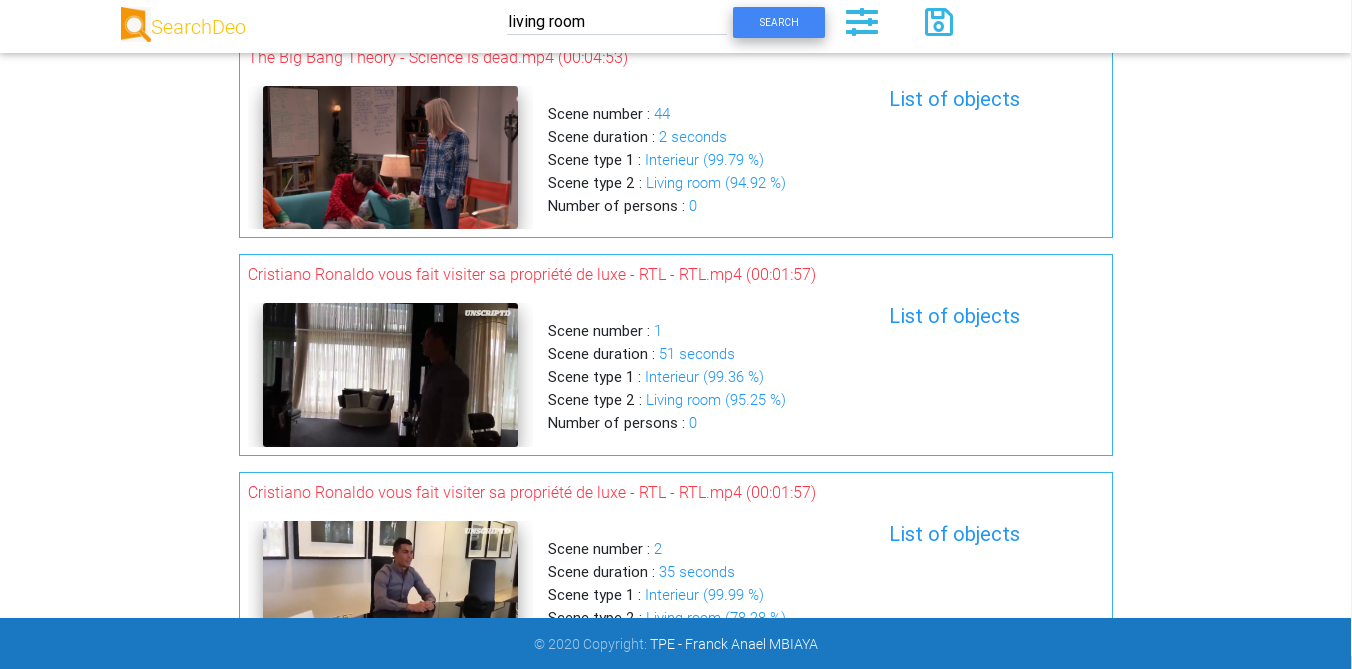 SearchDeo
living room
SEARCH
The Big Bang Theory - Science is dead.mp4 (00:04:53)
List of objects
Scene number : 44
Scene duration : 2 seconds
Scene type 1 : Interieur (99.79 %)
Scene type 2 : Living room (94.92 %)
Number of persons : 0
Cristiano Ronaldo vous fait visiter sa propriété de luxe - RTL - RTL.mp4 (00:01:57)
UNSCRIPTD
List of objects
Scene number : 1
Scene duration : 51 seconds
Scene type 1 : Interieur (99.36 %)
Scene type 2 : Living room (95.25 %)
Number of persons : 0
Cristiano Ronaldo vous fait visiter sa propriété de luxe - RTL - RTL.mp4 (00:01:57)
UNSCRIPTD
List of objects
Scene number : 2
Scene duration : 35 seconds
Scene type 1 : Interieur (99.99 %)
Scene type 2 : Living room (78.28 %)
© 2020 Copyright: TPE - Franck Anael MBIAYA